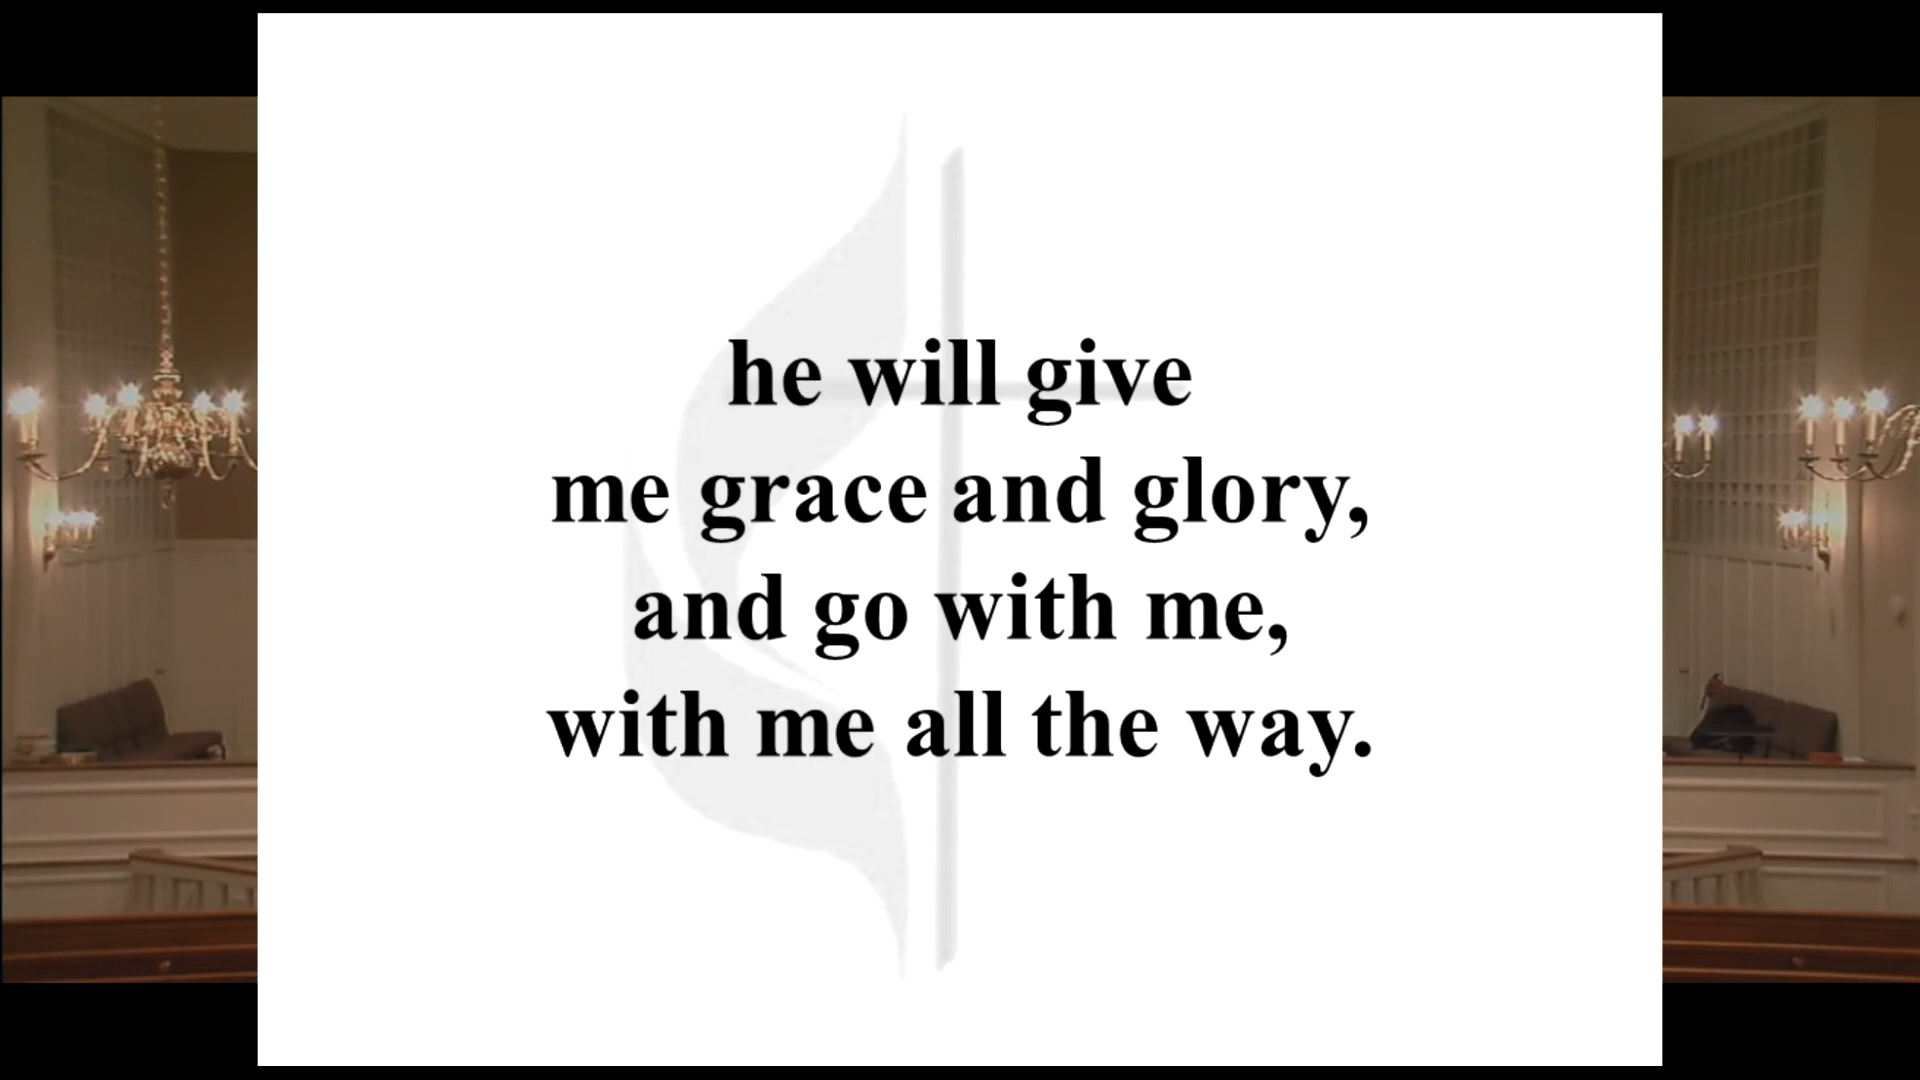 he will give
me grace and glory,
and go with me,
with me all the way.